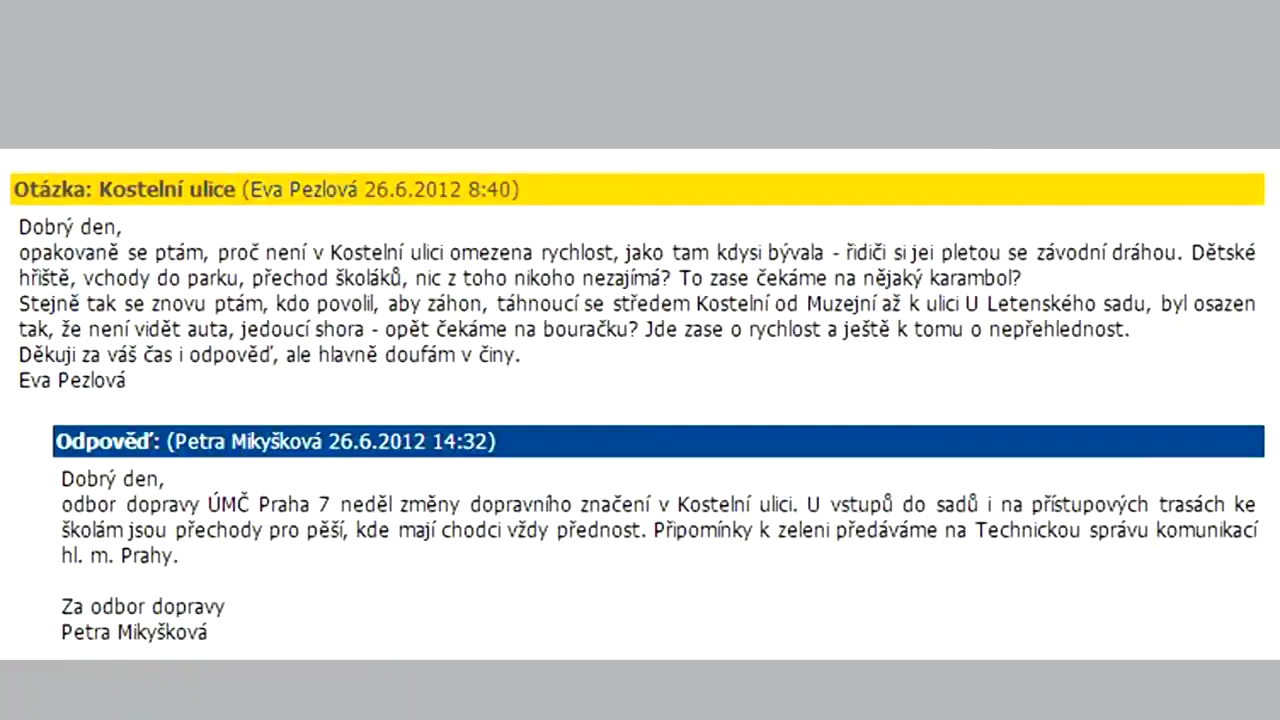 Otázka: Kostelní ulice (Eva Pezlová 26.6.2012 8:40)
Dobrý den,
opakovaně se ptám, proč není v Kostelní ulici omezena rychlost, jako tam kdysi bývala - řidiči si jei pletou se závodní dráhou. Dětské
hřiště, vchody do parku, přechod školáků, nic z toho nikoho nezajímá? To zase čekáme na nějaký karambol?
Stejně tak se znovu ptám, kdo povolil, aby záhon, táhnoucí se středem Kostelní od Muzejní až k ulici U Letenského sadu, byl osazen
tak, že není vidět auta, jedoucí shora - opět čekáme na bouračku? Jde zase o rychlost a ještě k tomu o nepřehlednost.
Děkuji za váš čas i odpověď, ale hlavně doufám v činy.
Eva Pezlová
Odpověď: (Petra Mikyšková 26.6.2012 14:32)
Dobrý den,
odbor dopravy ÚMČ Praha 7 neděl změny dopravního značení v Kostelní ulici. U vstupů do sadů i na přístupových trasách ke
školám jsou přechody pro pěší, kde mají chodci vždy přednost. Připomínky k zeleni předáváme na Technickou správu komunikací
hl. m. Prahy.
Za odbor dopravy
Petra Mikyšková